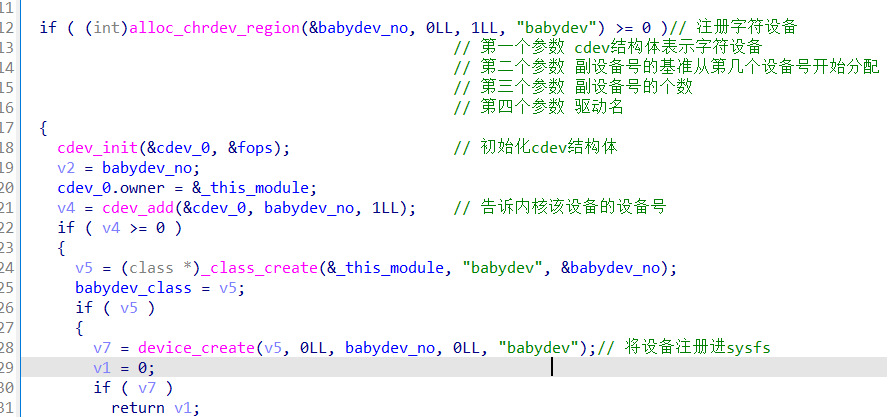 11
12 if ( (int)alloc_chrdev_region(&babydev_no, 0LL, 1LL, "babydev") >= 0 )// 注册字符设备
13 // 第一个参数 cdev结构体表示字符设备
14 // 第二个参数 副设备号的基准从第几个设备号开始分配
15 // 第三个参数 副设备号的个数
16 // 第四个参数 驱动名
17 {
18 cdev_init(&cdev_0, &fops); // 初始化cdev结构体
19 v2 = babydev_no;
20 cdev_0.owner = &_this_module;
21 v4 = cdev_add(&cdev_0, babydev_no, 1LL); // 告诉内核该设备的设备号
22 if ( v4 >= 0 )
23 {
24 v5 = (class *)_class_create(&_this_module, "babydev", &babydev_no);
25 babydev_class = v5;
26 if ( v5 )
27 {
28 v7 = device_create(v5, 0LL, babydev_no, 0LL, "babydev");// 将设备注册进sysfs
29 v1 = 0;
30 if ( v7 )
31 return v1;